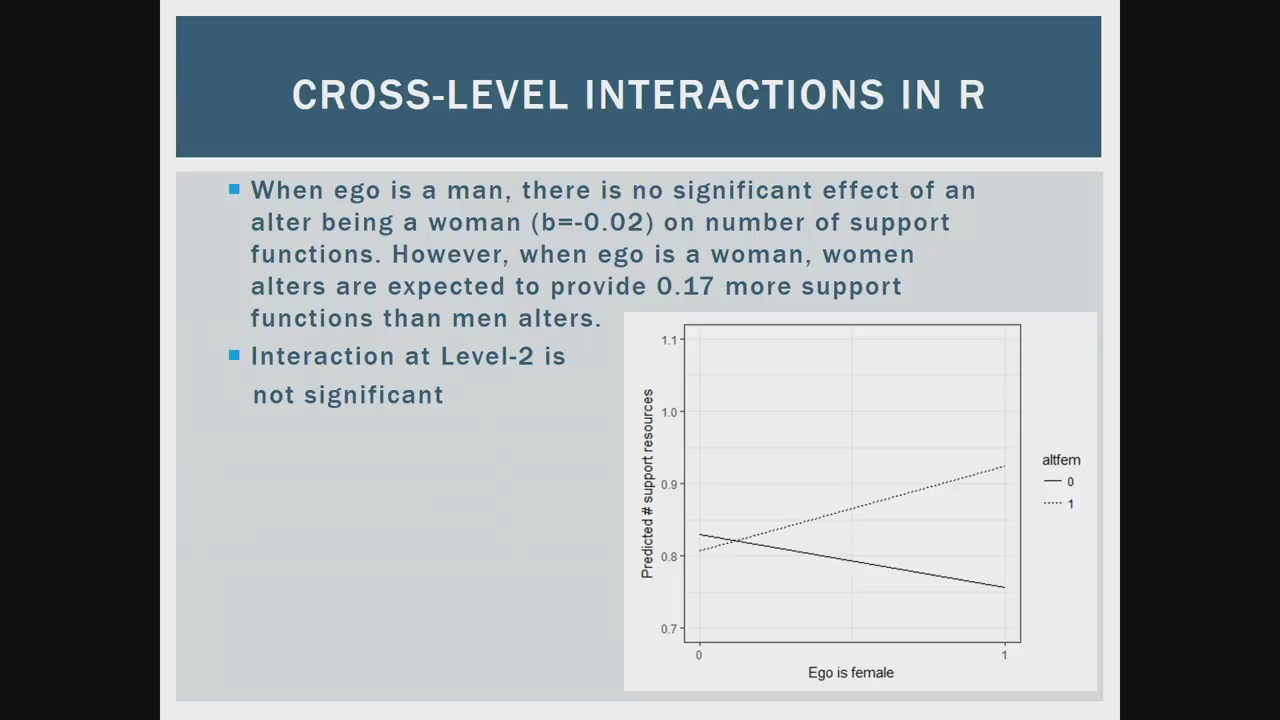 CROSS-LEVEL INTERACTIONS IN R
When ego is a man, there is no significant effect of an
alter being a woman (b=-0.02) on number of support
functions. However, when ego is a woman, women
alters are expected to provide 0.17 more support
functions than men alters.
Interaction at Level-2 is
not significant
1.1
1.0
0.9
0.8
0.7
Predicted # support resources
0
1
Ego is female
altfem
0
1